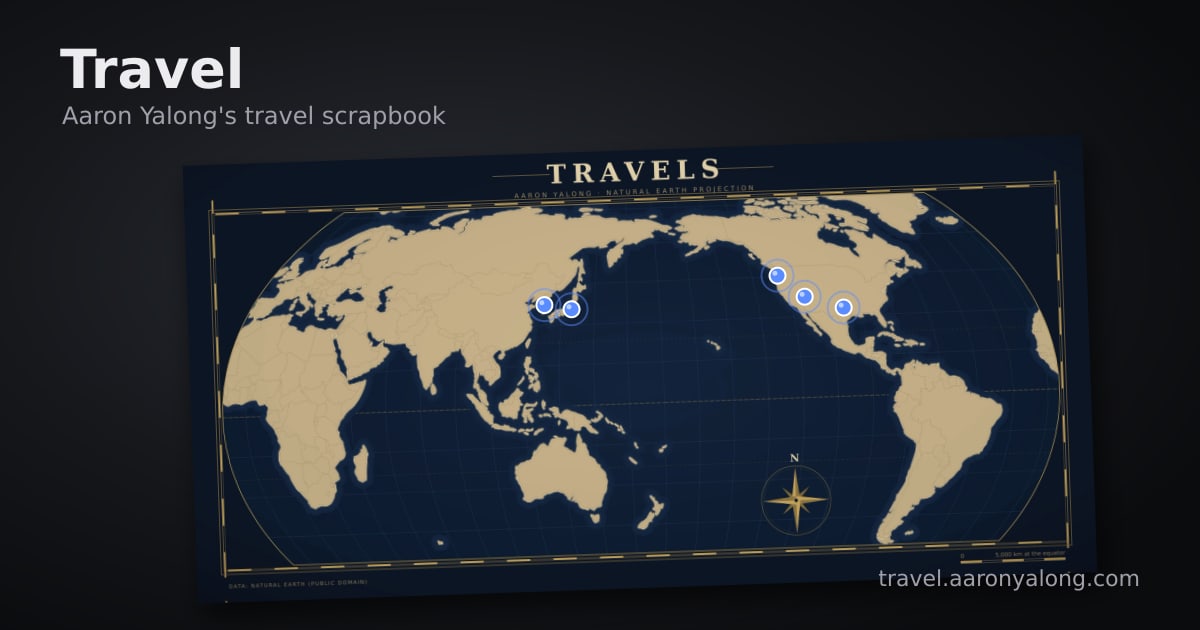 Travel
Aaron Yalong's travel scrapbook
TRAVELS
AARON YALONG · NATURAL EARTH PROJECTION
N
0 5,000 km at the equator
DATA: NATURAL EARTH (PUBLIC DOMAIN)
travel.aaronyalong.com